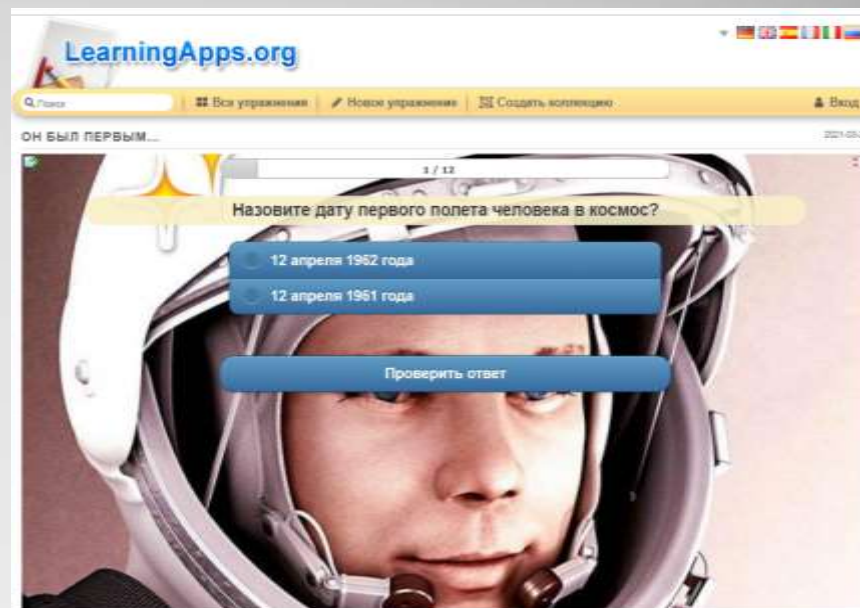 LearningApps.org
Поиск
Все упражнения
Новое упражнение
Создать коллекцию
Вход
ОН БЫЛ ПЕРВЫМ...
1 / 12
Назовите дату первого полета человека в космос?
12 апреля 1962 года
12 апреля 1961 года
Проверить ответ